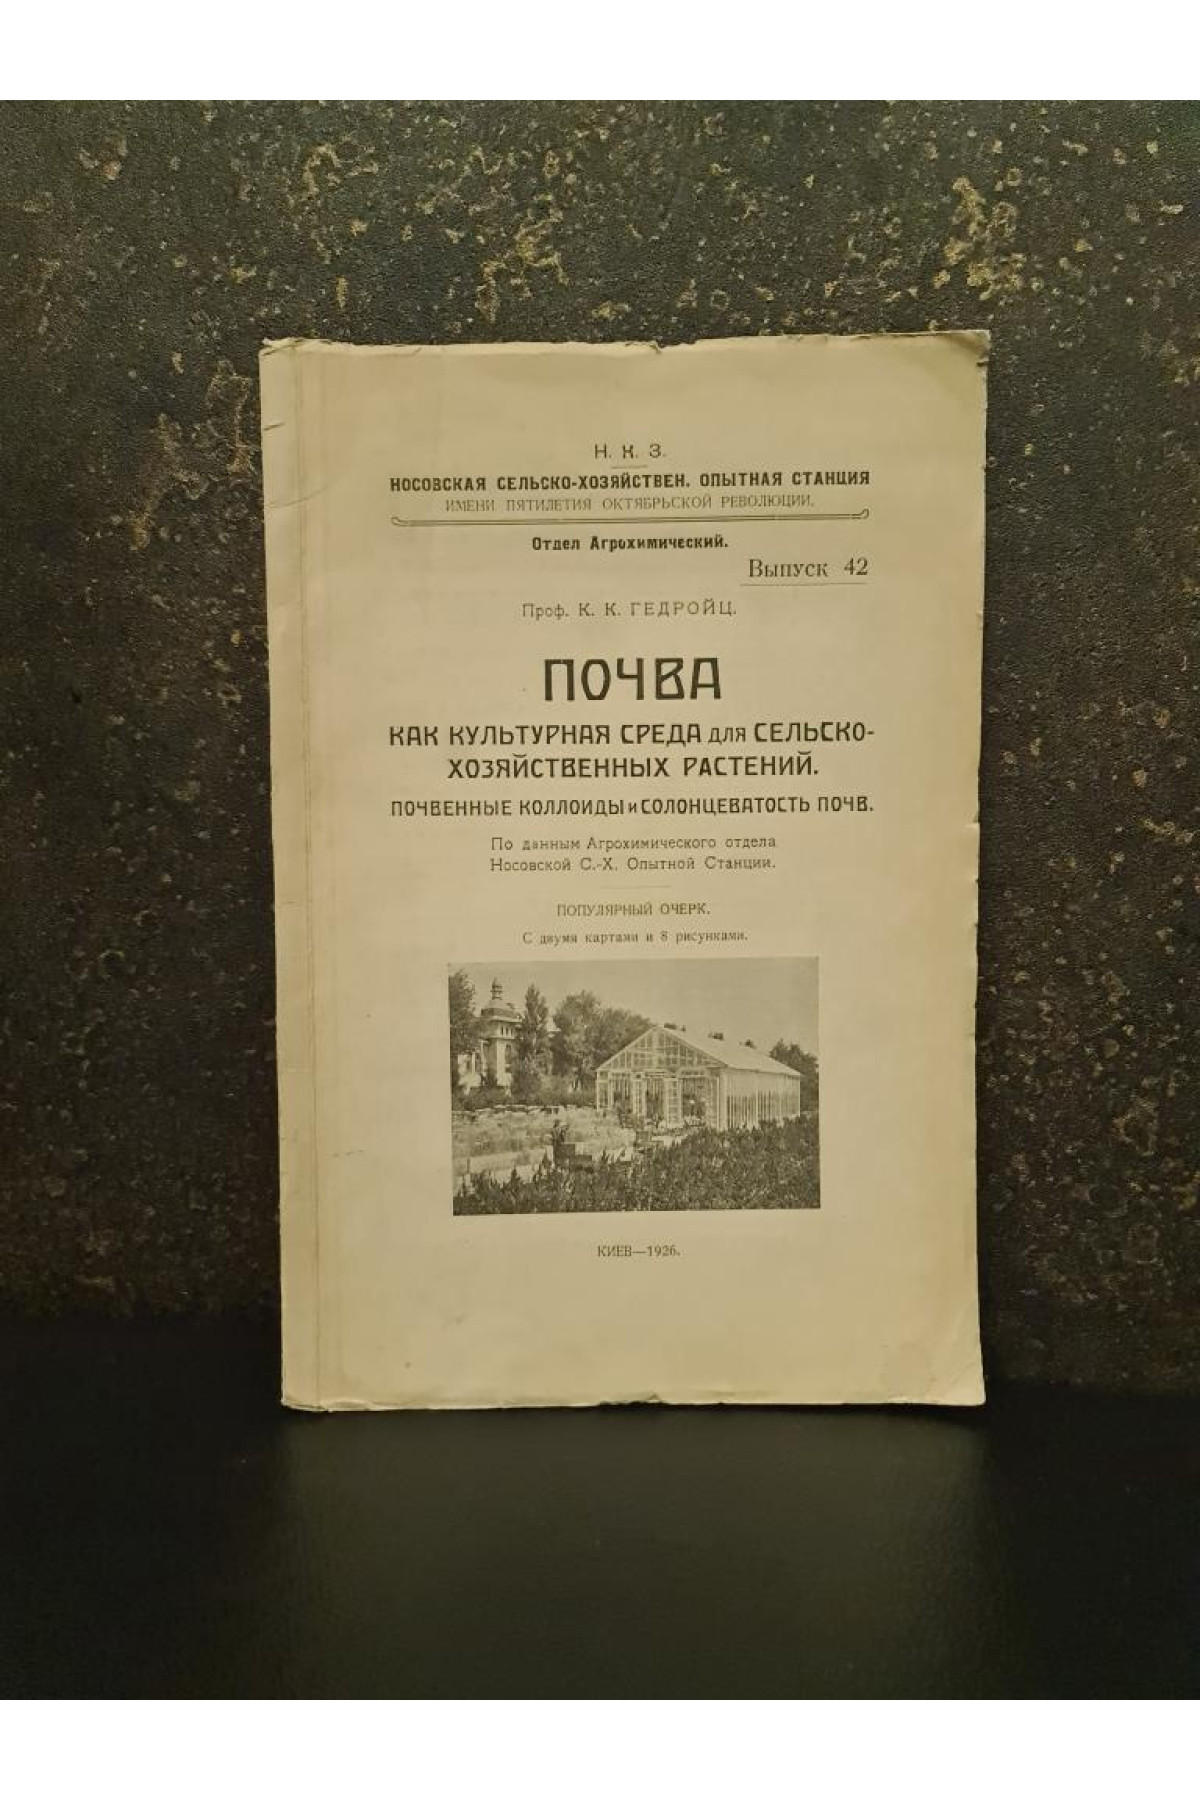 Н. К. З.
НОСОВСКАЯ СЕЛЬСКО-ХОЗЯЙСТВЕН. ОПЫТНАЯ СТАНЦИЯ
ИМЕНИ ПЯТИЛЕТИЯ ОКТЯБРЬСКОЙ РЕВОЛЮЦИИ.
Отдел Агрохимический.
Выпуск 42
Проф. К. К. ГЕДРОЙЦ.
ПОЧВА
КАК КУЛЬТУРНАЯ СРЕДА для СЕЛЬСКО-
ХОЗЯЙСТВЕННЫХ РАСТЕНИЙ.
ПОЧВЕННЫЕ КОЛЛОИДЫ и СОЛОНЦЕВАТОСТЬ ПОЧВ.
По данным Агрохимического отдела
Носовской С.-Х. Опытной Станции.
ПОПУЛЯРНЫЙ ОЧЕРК.
С двумя картами и 8 рисунками.
КИЕВ—1926.